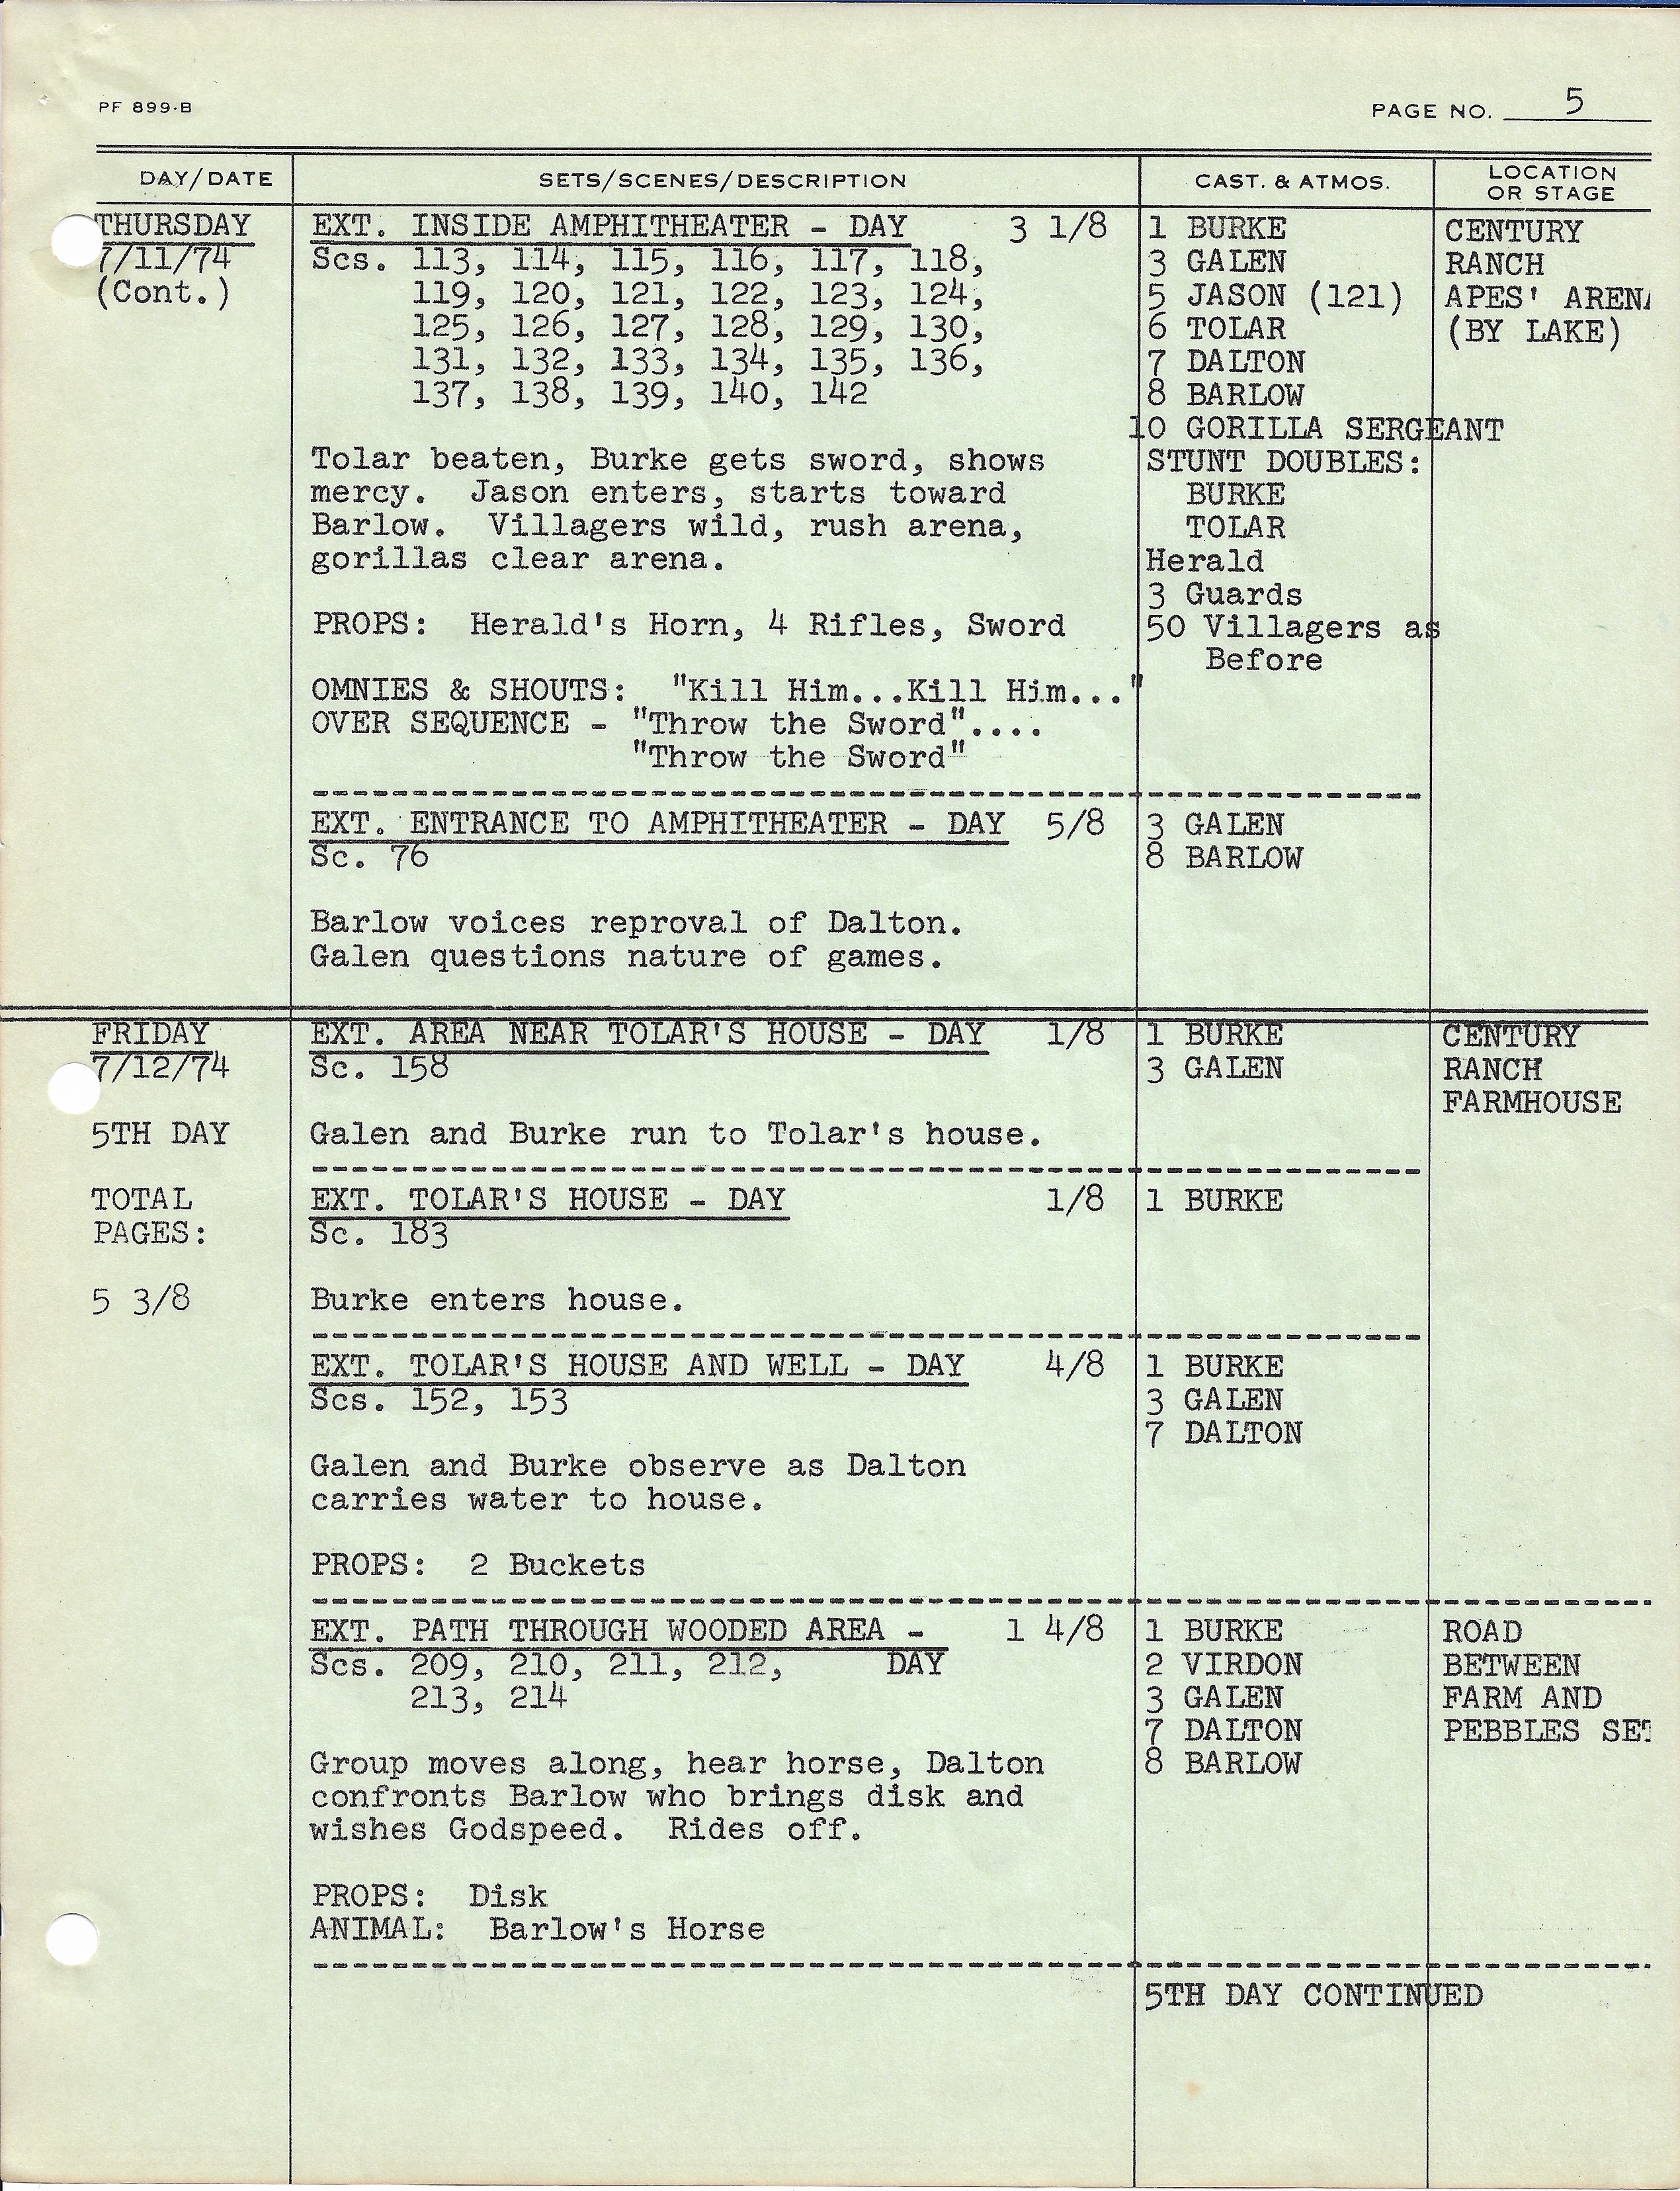 PF 899-B
PAGE NO. 5
DAY/DATE
SETS/SCENES/DESCRIPTION
CAST. & ATMOS.
LOCATION
OR STAGE
THURSDAY
7/11/74
(Cont.)
EXT. INSIDE AMPHITHEATER - DAY 3 1/8
Scs. 113, 114, 115, 116, 117, 118,
119, 120, 121, 122, 123, 124,
125, 126, 127, 128, 129, 130,
131, 132, 133, 134, 135, 136,
137, 138, 139, 140, 142
Tolar beaten, Burke gets sword, shows
mercy. Jason enters, starts toward
Barlow. Villagers wild, rush arena,
gorillas clear arena.
PROPS: Herald's Horn, 4 Rifles, Sword
OMNIES & SHOUTS: "Kill Him...Kill Him..."
OVER SEQUENCE - "Throw the Sword"....
"Throw the Sword"
1 BURKE
3 GALEN
5 JASON (121)
6 TOLAR
7 DALTON
8 BARLOW
10 GORILLA SERGEANT
STUNT DOUBLES:
BURKE
TOLAR
Herald
3 Guards
50 Villagers as
Before
CENTURY
RANCH
APES' ARENA
(BY LAKE)
EXT. ENTRANCE TO AMPHITHEATER - DAY 5/8
Sc. 76
Barlow voices reproval of Dalton.
Galen questions nature of games.
3 GALEN
8 BARLOW
FRIDAY
7/12/74
5TH DAY
TOTAL
PAGES:
5 3/8
EXT. AREA NEAR TOLAR'S HOUSE - DAY 1/8
Sc. 158
Galen and Burke run to Tolar's house.
1 BURKE
3 GALEN
CENTURY
RANCH
FARMHOUSE
EXT. TOLAR'S HOUSE - DAY 1/8
Sc. 183
Burke enters house.
1 BURKE
EXT. TOLAR'S HOUSE AND WELL - DAY 4/8
Scs. 152, 153
Galen and Burke observe as Dalton
carries water to house.
PROPS: 2 Buckets
1 BURKE
3 GALEN
7 DALTON
EXT. PATH THROUGH WOODED AREA - 1 4/8
Scs. 209, 210, 211, 212, DAY
213, 214
Group moves along, hear horse, Dalton
confronts Barlow who brings disk and
wishes Godspeed. Rides off.
PROPS: Disk
ANIMAL: Barlow's Horse
1 BURKE
2 VIRDON
3 GALEN
7 DALTON
8 BARLOW
ROAD
BETWEEN
FARM AND
PEBBLES SET
5TH DAY CONTINUED